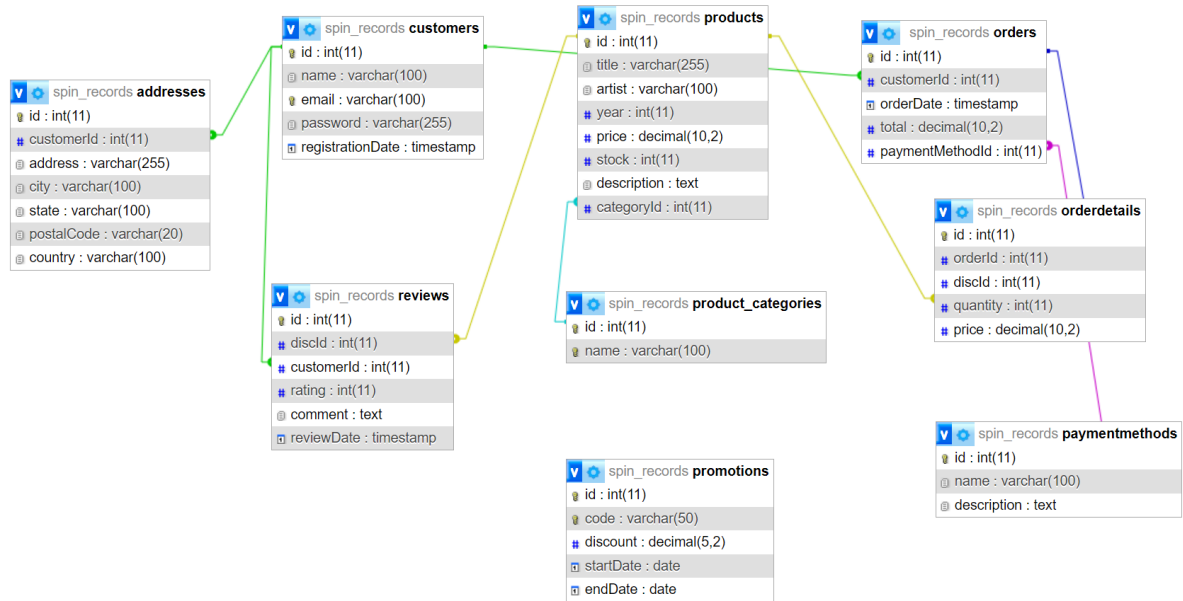 spin_records customers
id : int(11)
name : varchar(100)
email : varchar(100)
password : varchar(255)
registrationDate : timestamp
spin_records products
id : int(11)
title : varchar(255)
artist : varchar(100)
year : int(11)
price : decimal(10,2)
stock : int(11)
description : text
categoryId : int(11)
spin_records orders
id : int(11)
customerId : int(11)
orderDate : timestamp
total : decimal(10,2)
paymentMethodId : int(11)
spin_records addresses
id : int(11)
customerId : int(11)
address : varchar(255)
city : varchar(100)
state : varchar(100)
postalCode : varchar(20)
country : varchar(100)
spin_records orderdetails
id : int(11)
orderId : int(11)
discId : int(11)
quantity : int(11)
price : decimal(10,2)
spin_records reviews
id : int(11)
discId : int(11)
customerId : int(11)
rating : int(11)
comment : text
reviewDate : timestamp
spin_records product_categories
id : int(11)
name : varchar(100)
spin_records paymentmethods
id : int(11)
name : varchar(100)
description : text
spin_records promotions
id : int(11)
code : varchar(50)
discount : decimal(5,2)
startDate : date
endDate : date